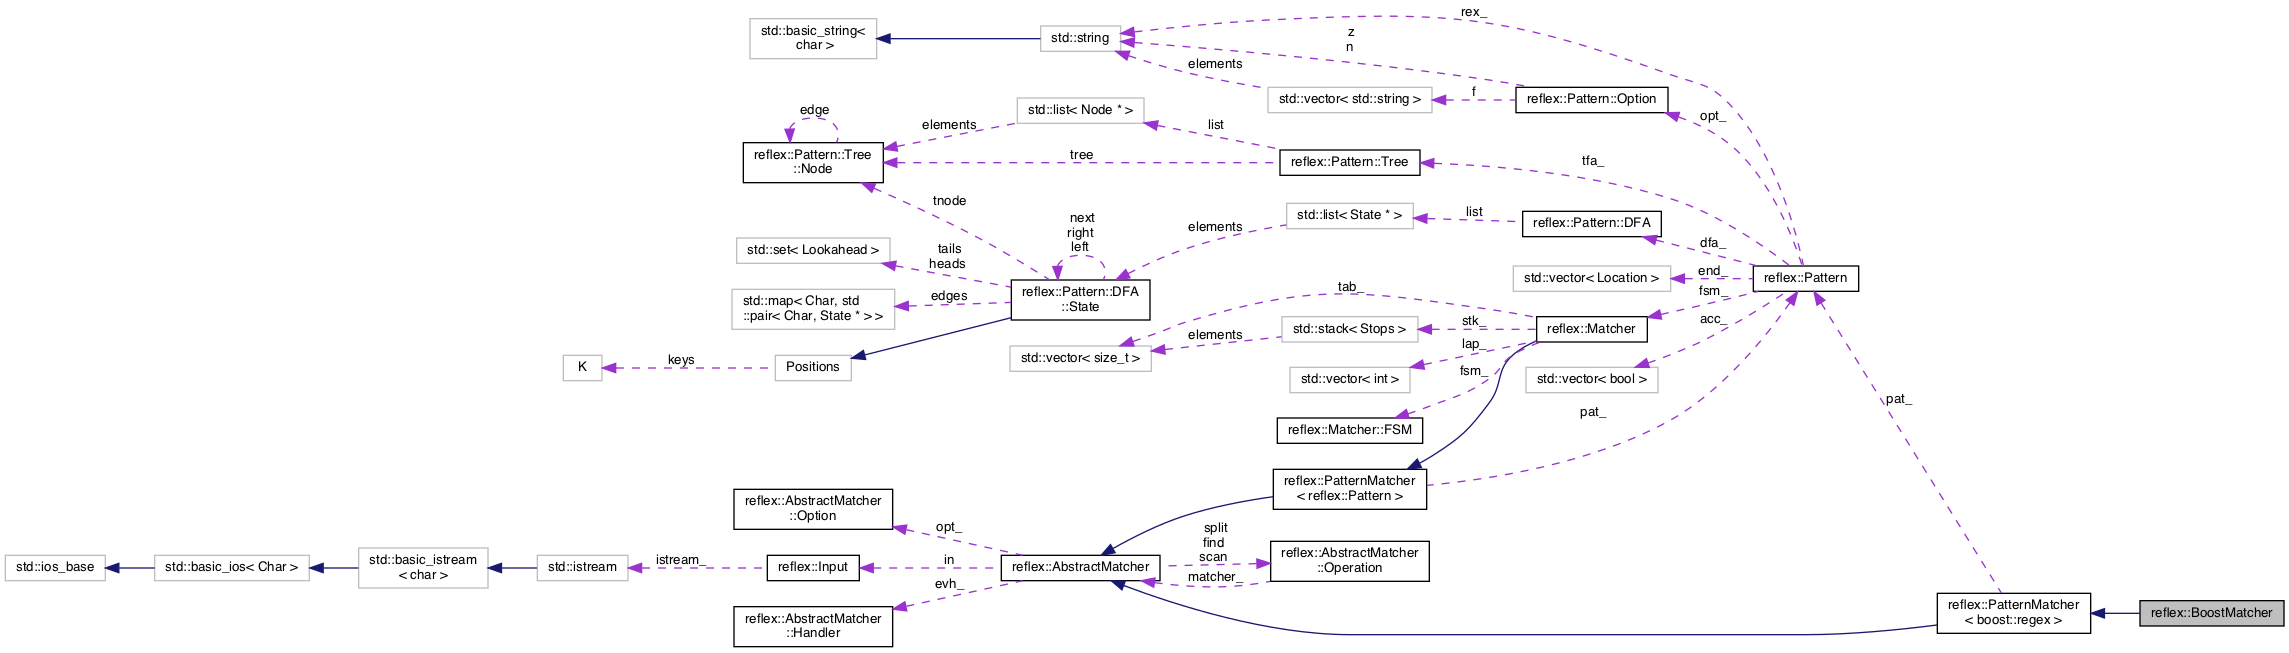 rex_
std::basic_string<
char >
std::string
z
n
elements
std::vector< std::string >
f
reflex::Pattern::Option
opt_
edge
std::list< Node * >
elements
list
reflex::Pattern::Tree
::Node
tree
reflex::Pattern::Tree
tfa_
tnode
next
right
left
std::list< State * >
list
reflex::Pattern::DFA
elements
dfa_
std::set< Lookahead >
tails
heads
std::vector< Location >
end_
reflex::Pattern
std::map< Char, std
::pair< Char, State * > >
edges
reflex::Pattern::DFA
::State
tab_
fsm_
std::stack< Stops >
stk_
reflex::Matcher
acc_
elements
std::vector< size_t >
lap_
K
keys
Positions
std::vector< int >
fsm_
std::vector< bool >
pat_
pat_
reflex::Matcher::FSM
reflex::PatternMatcher
< reflex::Pattern >
reflex::AbstractMatcher
::Option
opt_
split
find
scan
reflex::AbstractMatcher
::Operation
std::ios_base
std::basic_ios< Char >
std::basic_istream
< char >
std::istream
istream_
reflex::Input
in
reflex::AbstractMatcher
matcher_
evh_
reflex::AbstractMatcher
::Handler
reflex::PatternMatcher
< boost::regex >
reflex::BoostMatcher